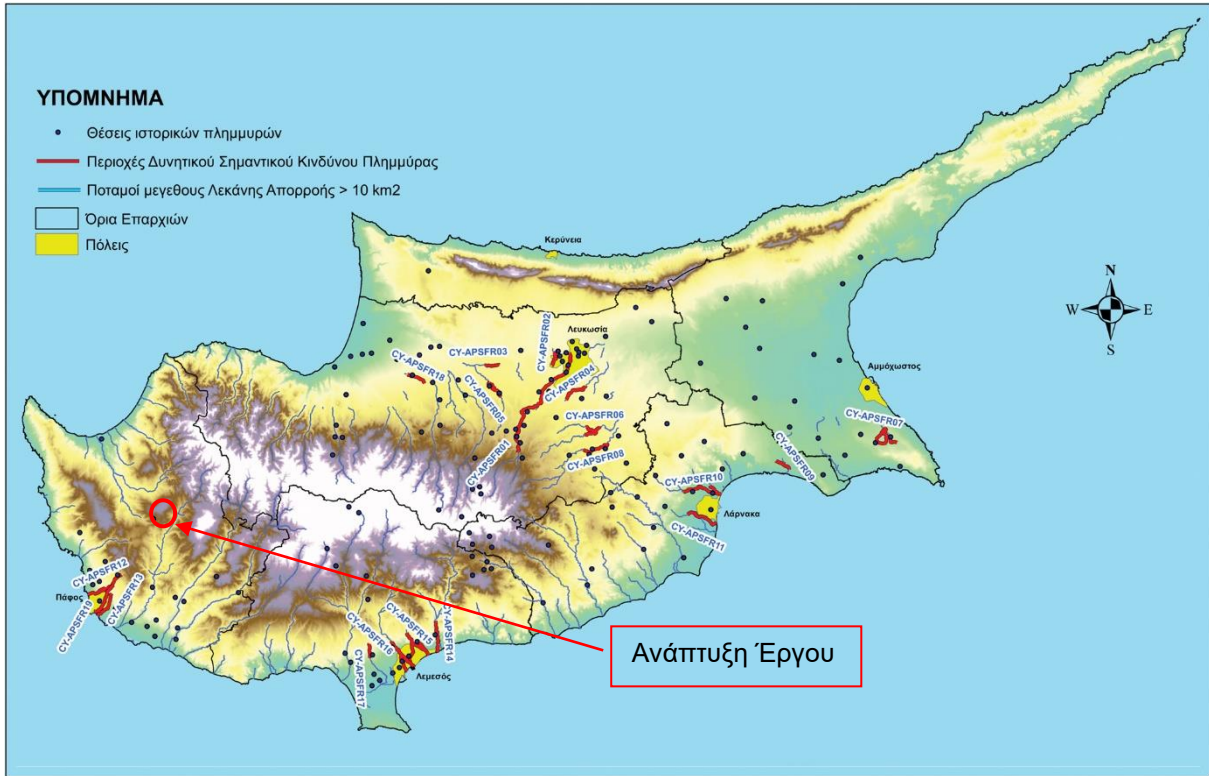 ΥΠΟΜΝΗΜΑ
Θέσεις ιστορικών πλημμυρών
Περιοχές Δυνητικού Σημαντικού Κινδύνου Πλημμύρας
Ποταμοί μεγεθους Λεκάνης Απορροής > 10 km2
Όρια Επαρχιών
Πόλεις
Κερύνεια
N
W E
S
Λευκωσία
CY-APSFR02
CY-APSFR03
CY-APSFR18
CY-APSFR04
CY-APSFR05
Αμμόχωστος
CY-APSFR06
CY-APSFR07
CY-APSFR01
CY-APSFR08
CY-APSFR09
CY-APSFR10
Λάρνακα
CY-APSFR11
CY-APSFR12
Πάφος
CY-APSFR13
CY-APSFR19
CY-APSFR14
CY-APSFR15
CY-APSFR16
CY-APSFR17
Λεμεσός
Ανάπτυξη Έργου